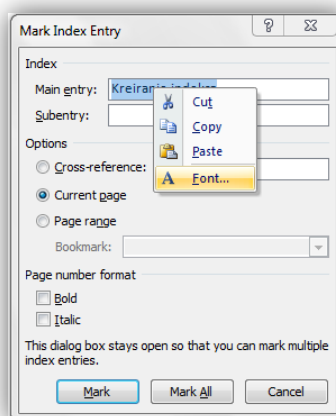 Mark Index Entry
Index
Main entry: Kreiranje indeksa
Subentry:
Cut
Copy
Paste
Font...
Options
Cross-reference:
Current page
Page range
Bookmark:
Page number format
Bold
Italic
This dialog box stays open so that you can mark multiple
index entries.
Mark Mark All Cancel